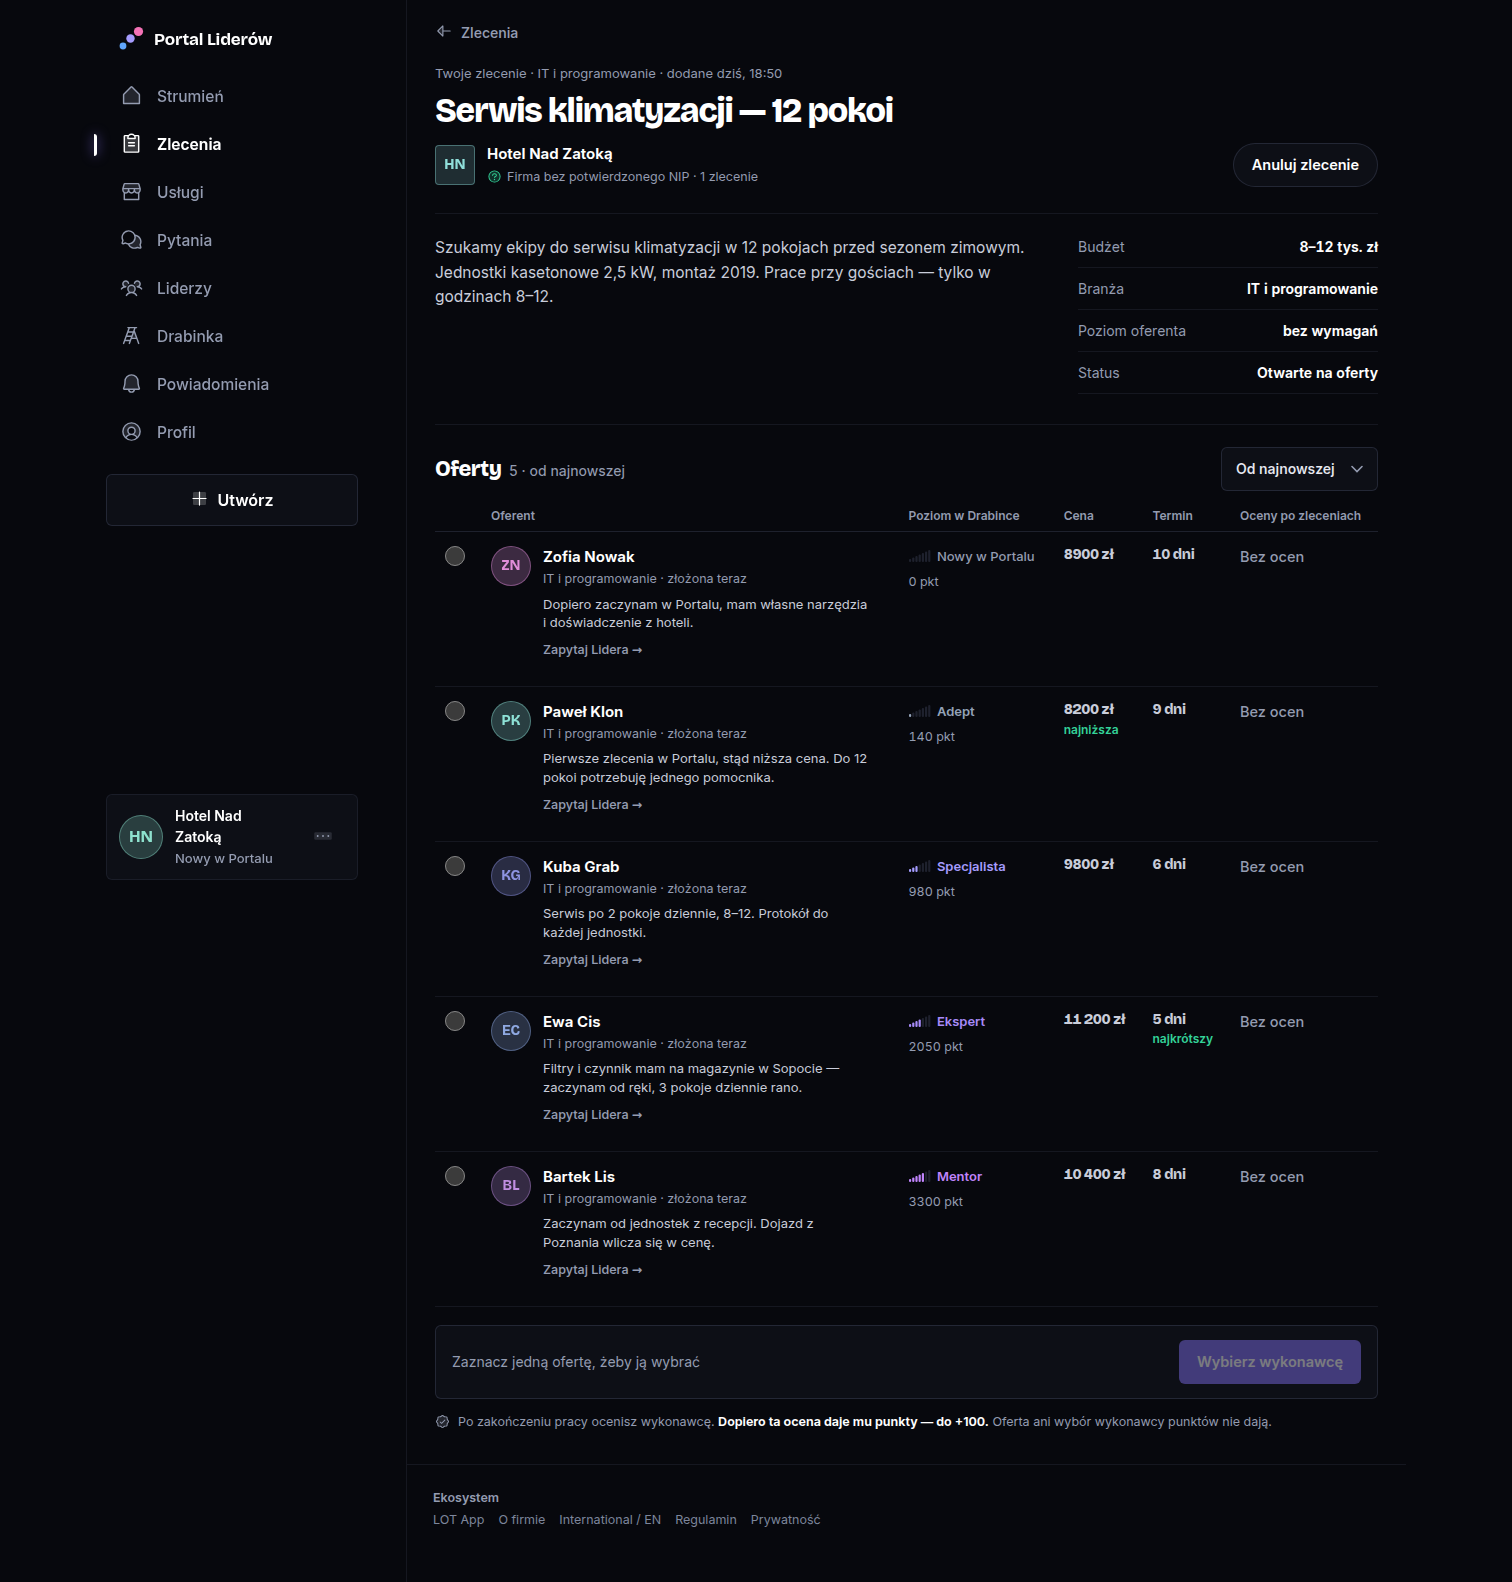 Portal Liderów
Strumień
Zlecenia
Usługi
Pytania
Liderzy
Drabinka
Powiadomienia
Profil
Utwórz
HN
Hotel Nad
Zatoką
Nowy w Portalu
Zlecenia
Twoje zlecenie · IT i programowanie · dodane dziś, 18:50
Serwis klimatyzacji — 12 pokoi
HN
Hotel Nad Zatoką
Firma bez potwierdzonego NIP · 1 zlecenie
Anuluj zlecenie
Szukamy ekipy do serwisu klimatyzacji w 12 pokojach przed sezonem zimowym.
Jednostki kasetonowe 2,5 kW, montaż 2019. Prace przy gościach — tylko w
godzinach 8–12.
Budżet 8–12 tys. zł
Branża IT i programowanie
Poziom oferenta bez wymagań
Status Otwarte na oferty
Oferty 5 · od najnowszej
Od najnowszej
Oferent Poziom w Drabince Cena Termin Oceny po zleceniach
ZN Zofia Nowak Nowy w Portalu 8900 zł 10 dni Bez ocen
IT i programowanie · złożona teraz 0 pkt
Dopiero zaczynam w Portalu, mam własne narzędzia
i doświadczenie z hoteli.
Zapytaj Lidera →
PK Paweł Klon Adept 8200 zł 9 dni Bez ocen
IT i programowanie · złożona teraz 140 pkt najniższa
Pierwsze zlecenia w Portalu, stąd niższa cena. Do 12
pokoi potrzebuję jednego pomocnika.
Zapytaj Lidera →
KG Kuba Grab Specjalista 9800 zł 6 dni Bez ocen
IT i programowanie · złożona teraz 980 pkt
Serwis po 2 pokoje dziennie, 8–12. Protokół do
każdej jednostki.
Zapytaj Lidera →
EC Ewa Cis Ekspert 11 200 zł 5 dni Bez ocen
IT i programowanie · złożona teraz 2050 pkt najkrótszy
Filtry i czynnik mam na magazynie w Sopocie —
zaczynam od ręki, 3 pokoje dziennie rano.
Zapytaj Lidera →
BL Bartek Lis Mentor 10 400 zł 8 dni Bez ocen
IT i programowanie · złożona teraz 3300 pkt
Zaczynam od jednostek z recepcji. Dojazd z
Poznania wlicza się w cenę.
Zapytaj Lidera →
Zaznacz jedną ofertę, żeby ją wybrać
Wybierz wykonawcę
Po zakończeniu pracy ocenisz wykonawcę. Dopiero ta ocena daje mu punkty — do +100. Oferta ani wybór wykonawcy punktów nie dają.
Ekosystem
LOT App O firmie International / EN Regulamin Prywatność